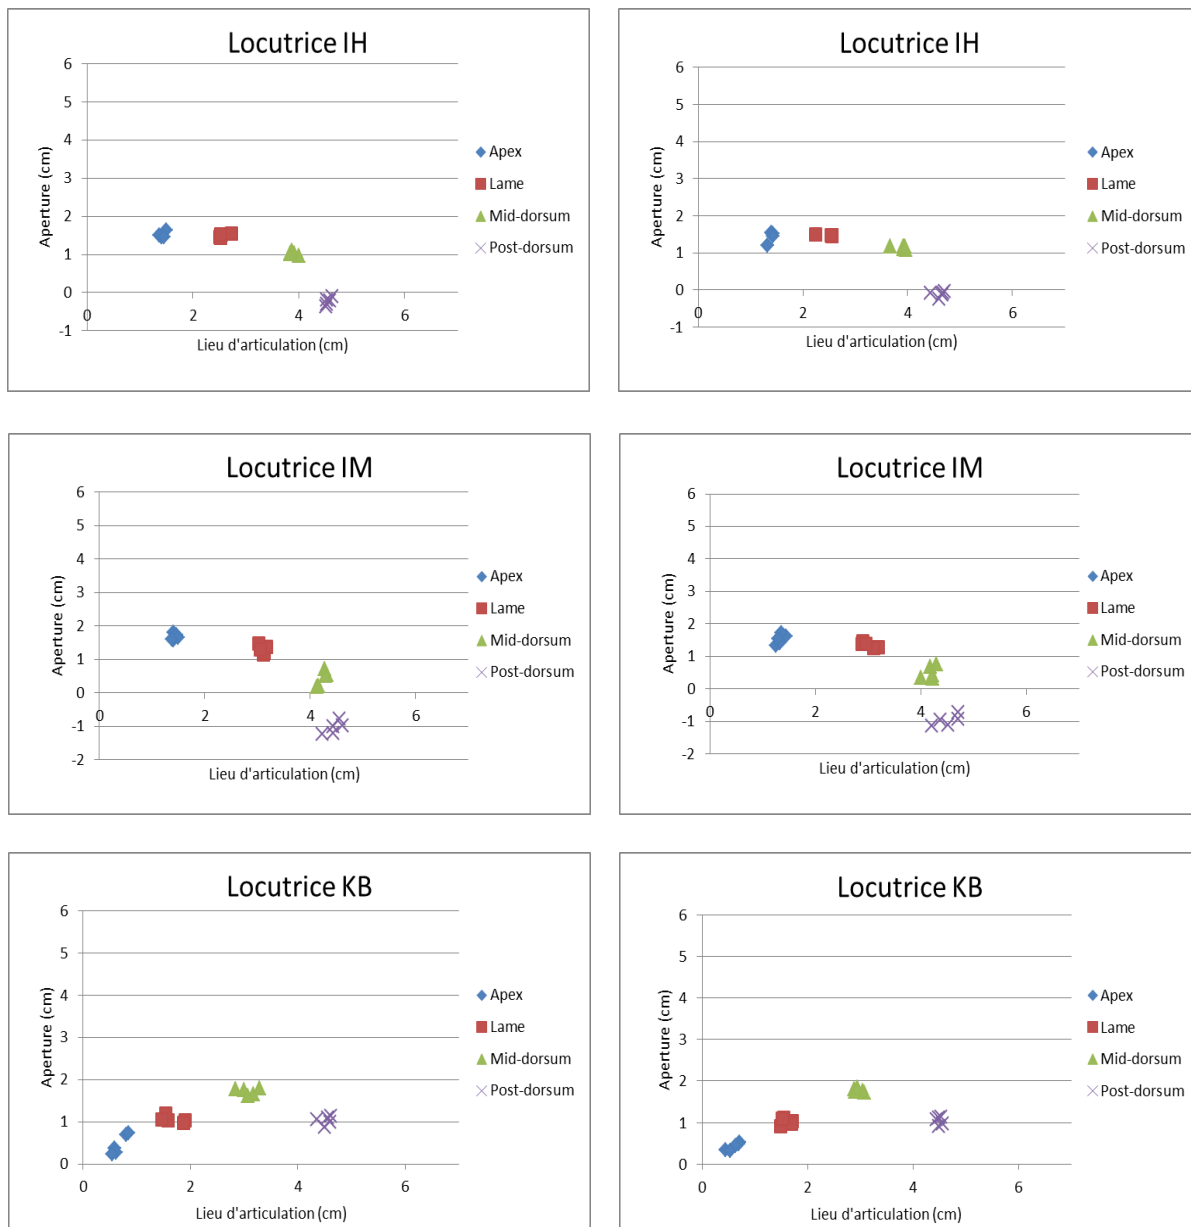 Locutrice IH
6
5
4
3
2
1
0
-1
0
2
4
6
Aperture (cm)
Lieu d'articulation (cm)
Apex
Lame
Mid-dorsum
Post-dorsum
Locutrice IH
6
5
4
3
2
1
0
-1
0
2
4
6
Aperture (cm)
Lieu d'articulation (cm)
Apex
Lame
Mid-dorsum
Post-dorsum
Locutrice IM
6
5
4
3
2
1
0
-1
-2
0
2
4
6
Aperture (cm)
Lieu d'articulation (cm)
Apex
Lame
Mid-dorsum
Post-dorsum
Locutrice IM
6
5
4
3
2
1
0
-1
-2
0
2
4
6
Aperture (cm)
Lieu d'articulation (cm)
Apex
Lame
Mid-dorsum
Post-dorsum
Locutrice KB
6
5
4
3
2
1
0
0
2
4
6
Aperture (cm)
Lieu d'articulation (cm)
Apex
Lame
Mid-dorsum
Post-dorsum
Locutrice KB
6
5
4
3
2
1
0
0
2
4
6
Aperture (cm)
Lieu d'articulation (cm)
Apex
Lame
Mid-dorsum
Post-dorsum